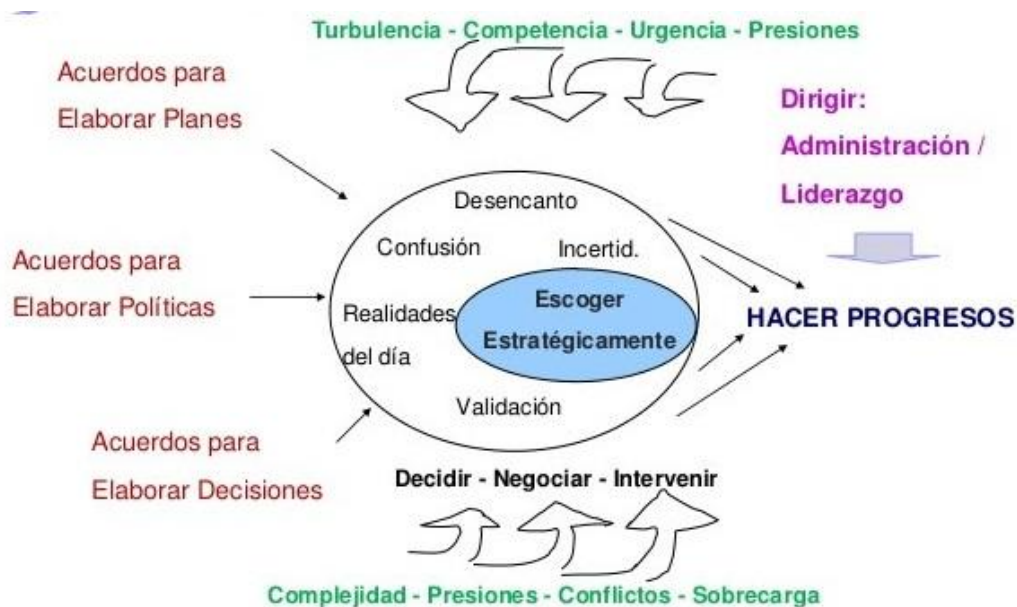 Turbulencia - Competencia - Urgencia - Presiones
Acuerdos para
Elaborar Planes
Dirigir:
Administración /
Liderazgo
Desencanto
Confusión
Incertid.
Acuerdos para
Elaborar Políticas
Realidades
del día
Escoger
Estratégicamente
HACER PROGRESOS
Validación
Acuerdos para
Elaborar Decisiones
Decidir - Negociar - Intervenir
Complejidad - Presiones - Conflictos - Sobrecarga